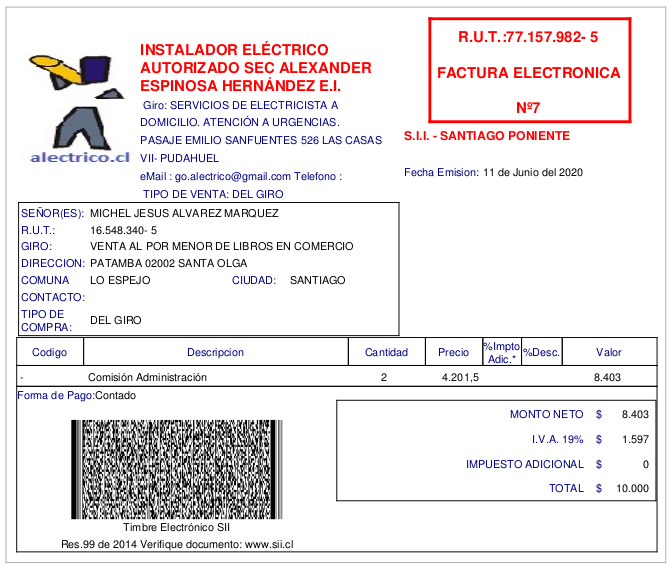 alectrico.cl
INSTALADOR ELÉCTRICO
AUTORIZADO SEC ALEXANDER
ESPINOSA HERNÁNDEZ E.I.
Giro: SERVICIOS DE ELECTRICISTA A
DOMICILIO. ATENCIÓN A URGENCIAS.
PASAJE EMILIO SANFUENTES 526 LAS CASAS
VII- PUDAHUEL
eMail : go.alectrico@gmail.com Telefono :
TIPO DE VENTA: DEL GIRO
R.U.T.:77.157.982- 5
FACTURA ELECTRONICA
Nº7
S.I.I. - SANTIAGO PONIENTE
Fecha Emision: 11 de Junio del 2020
SEÑOR(ES): MICHEL JESUS ALVAREZ MARQUEZ
R.U.T.: 16.548.340- 5
GIRO: VENTA AL POR MENOR DE LIBROS EN COMERCIO
DIRECCION: PATAMBA 02002 SANTA OLGA
COMUNA LO ESPEJO CIUDAD: SANTIAGO
CONTACTO:
TIPO DE COMPRA: DEL GIRO
Codigo Descripcion Cantidad Precio %Impto Adic.* %Desc. Valor
- Comisión Administración 2 4.201,5 8.403
Forma de Pago:Contado
MONTO NETO $ 8.403
I.V.A. 19% $ 1.597
IMPUESTO ADICIONAL $ 0
TOTAL $ 10.000
Timbre Electrónico SII
Res.99 de 2014 Verifique documento: www.sii.cl